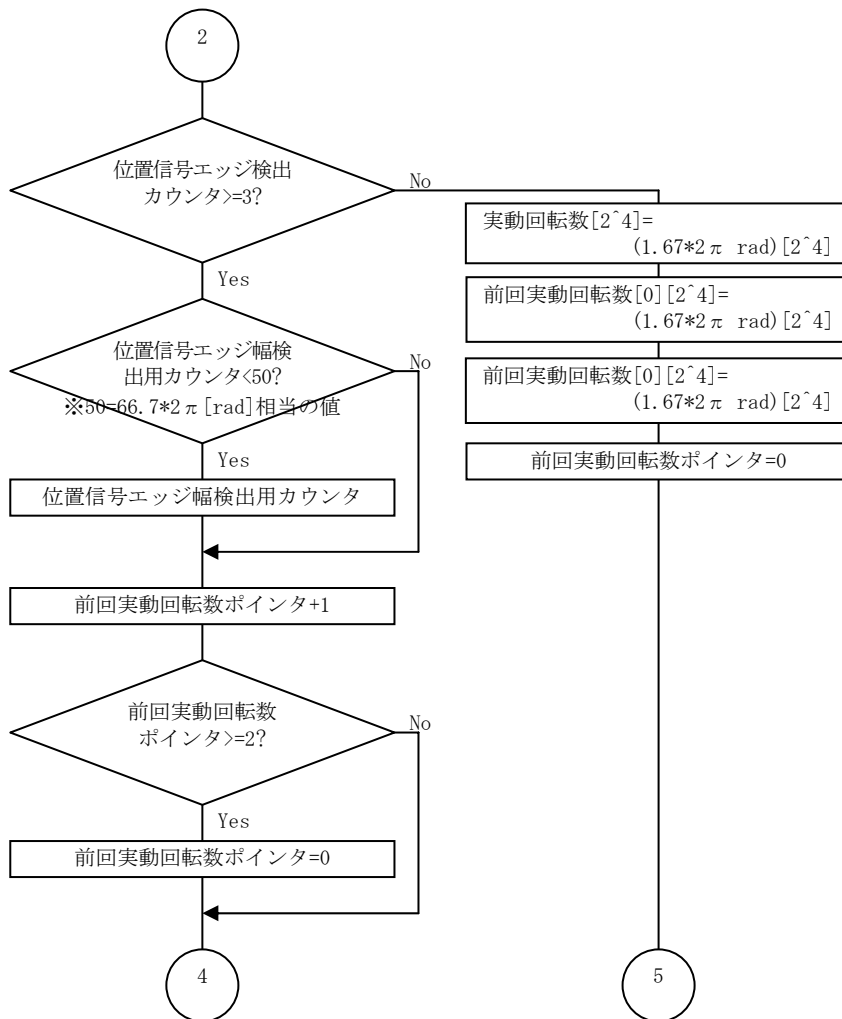 2
位置信号エッジ検出
カウンタ>=3?
No
Yes
実動回転数[2^4]=
(1.67*2π rad)[2^4]
前回実動回転数[0][2^4]=
(1.67*2π rad)[2^4]
前回実動回転数[0][2^4]=
(1.67*2π rad)[2^4]
前回実動回転数ポインタ=0
位置信号エッジ幅検
出用カウンタ<50?
※50=66.7*2π[rad]相当の値
No
Yes
位置信号エッジ幅検出用カウンタ
前回実動回転数ポインタ+1
前回実動回転数
ポインタ>=2?
No
Yes
前回実動回転数ポインタ=0
4
5